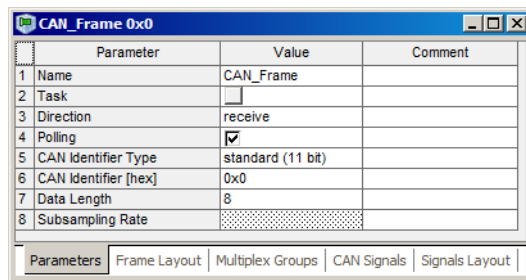 CAN_Frame 0x0
Parameter Value Comment
1 Name CAN_Frame
2 Task
3 Direction receive
4 Polling
5 CAN Identifier Type standard (11 bit)
6 CAN Identifier [hex] 0x0
7 Data Length 8
8 Subsampling Rate
Parameters Frame Layout Multiplex Groups CAN Signals Signals Layout